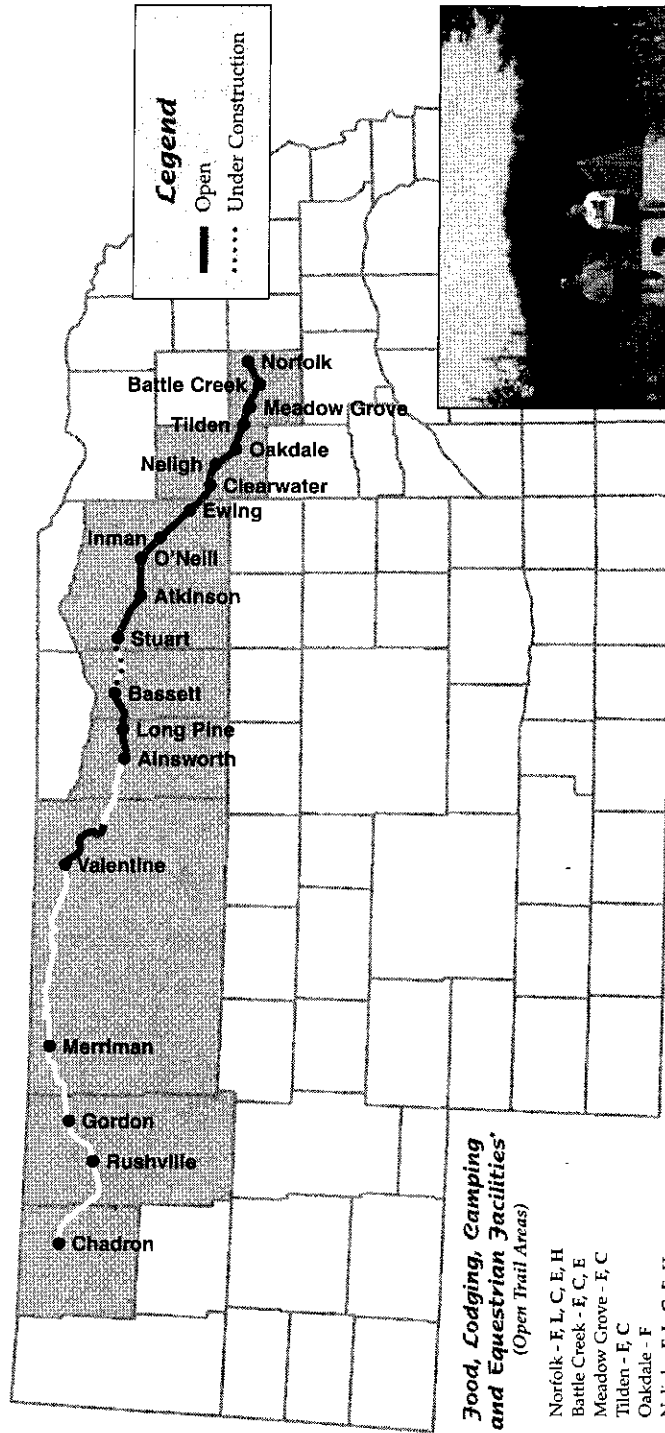 Legend
Open
Under Construction
Norfolk
Battle Creek
Meadow Grove
Tilden
Oakdale
Neligh
Clearwater
Ewing
Inman
O'Neill
Atkinson
Stuart
Bassett
Long Pine
Ainsworth
Valentine
Merriman
Gordon
Rushville
Chadron
Food, Lodging, Camping
and Equestrian Facilities'
(Open Trail Areas)
Norfolk - F, L, C, E, H
Battle Creek - F, C, E
Meadow Grove - F, C
Tilden - F, C
Oakdale - F